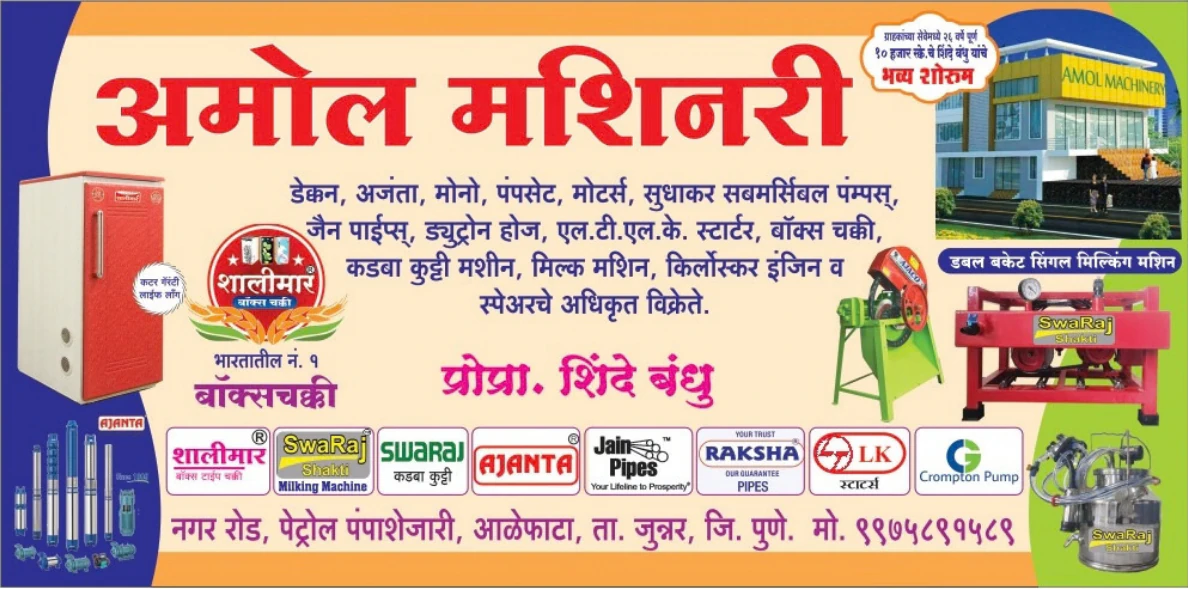 ग्राहकांच्या सेवेमध्ये २६ वर्षे पूर्ण
१० हजार स्के.चे शिंदे बंधु यांचे
भव्य शोरुम
AMOL MACHINERY
अमोल मशिनरी
डेक्कन, अजंता, मोनो, पंपसेट, मोटर्स, सुधाकर सबमर्सिबल पंम्पस्,
जैन पाईप्स्, ड्युट्रोन होज, एल.टी.एल.के. स्टार्टर, बॉक्स चक्की,
कडबा कुट्टी मशीन, मिल्क मशिन, किर्लोस्कर इंजिन व
स्पेअरचे अधिकृत विक्रेते.
कटर गॅरंटी
लाईफ लाँग
शालीमार®
बॉक्स चक्की
भारतातील नं. १
बॉक्सचक्की
प्रोप्रा. शिंदे बंधु
डबल बकेट सिंगल मिल्किंग मशिन
SwaRaj
Shakti
AJANTA
शालीमार®
बॉक्स टाईप चक्की
SwaRaj
Shakti
Milking Machine
SWARAJ
कडबा कुट्टी
AJANTA®
Jain™
Pipes
Your Lifeline to Prosperity®
YOUR TRUST
RAKSHA
OUR GUARANTEE
PIPES
LK
स्टार्टर्स
Crompton Pump
SwaRaj
Shakti
नगर रोड, पेट्रोल पंपाशेजारी, आळेफाटा, ता. जुन्नर, जि. पुणे. मो. ९९७५८९१५८९